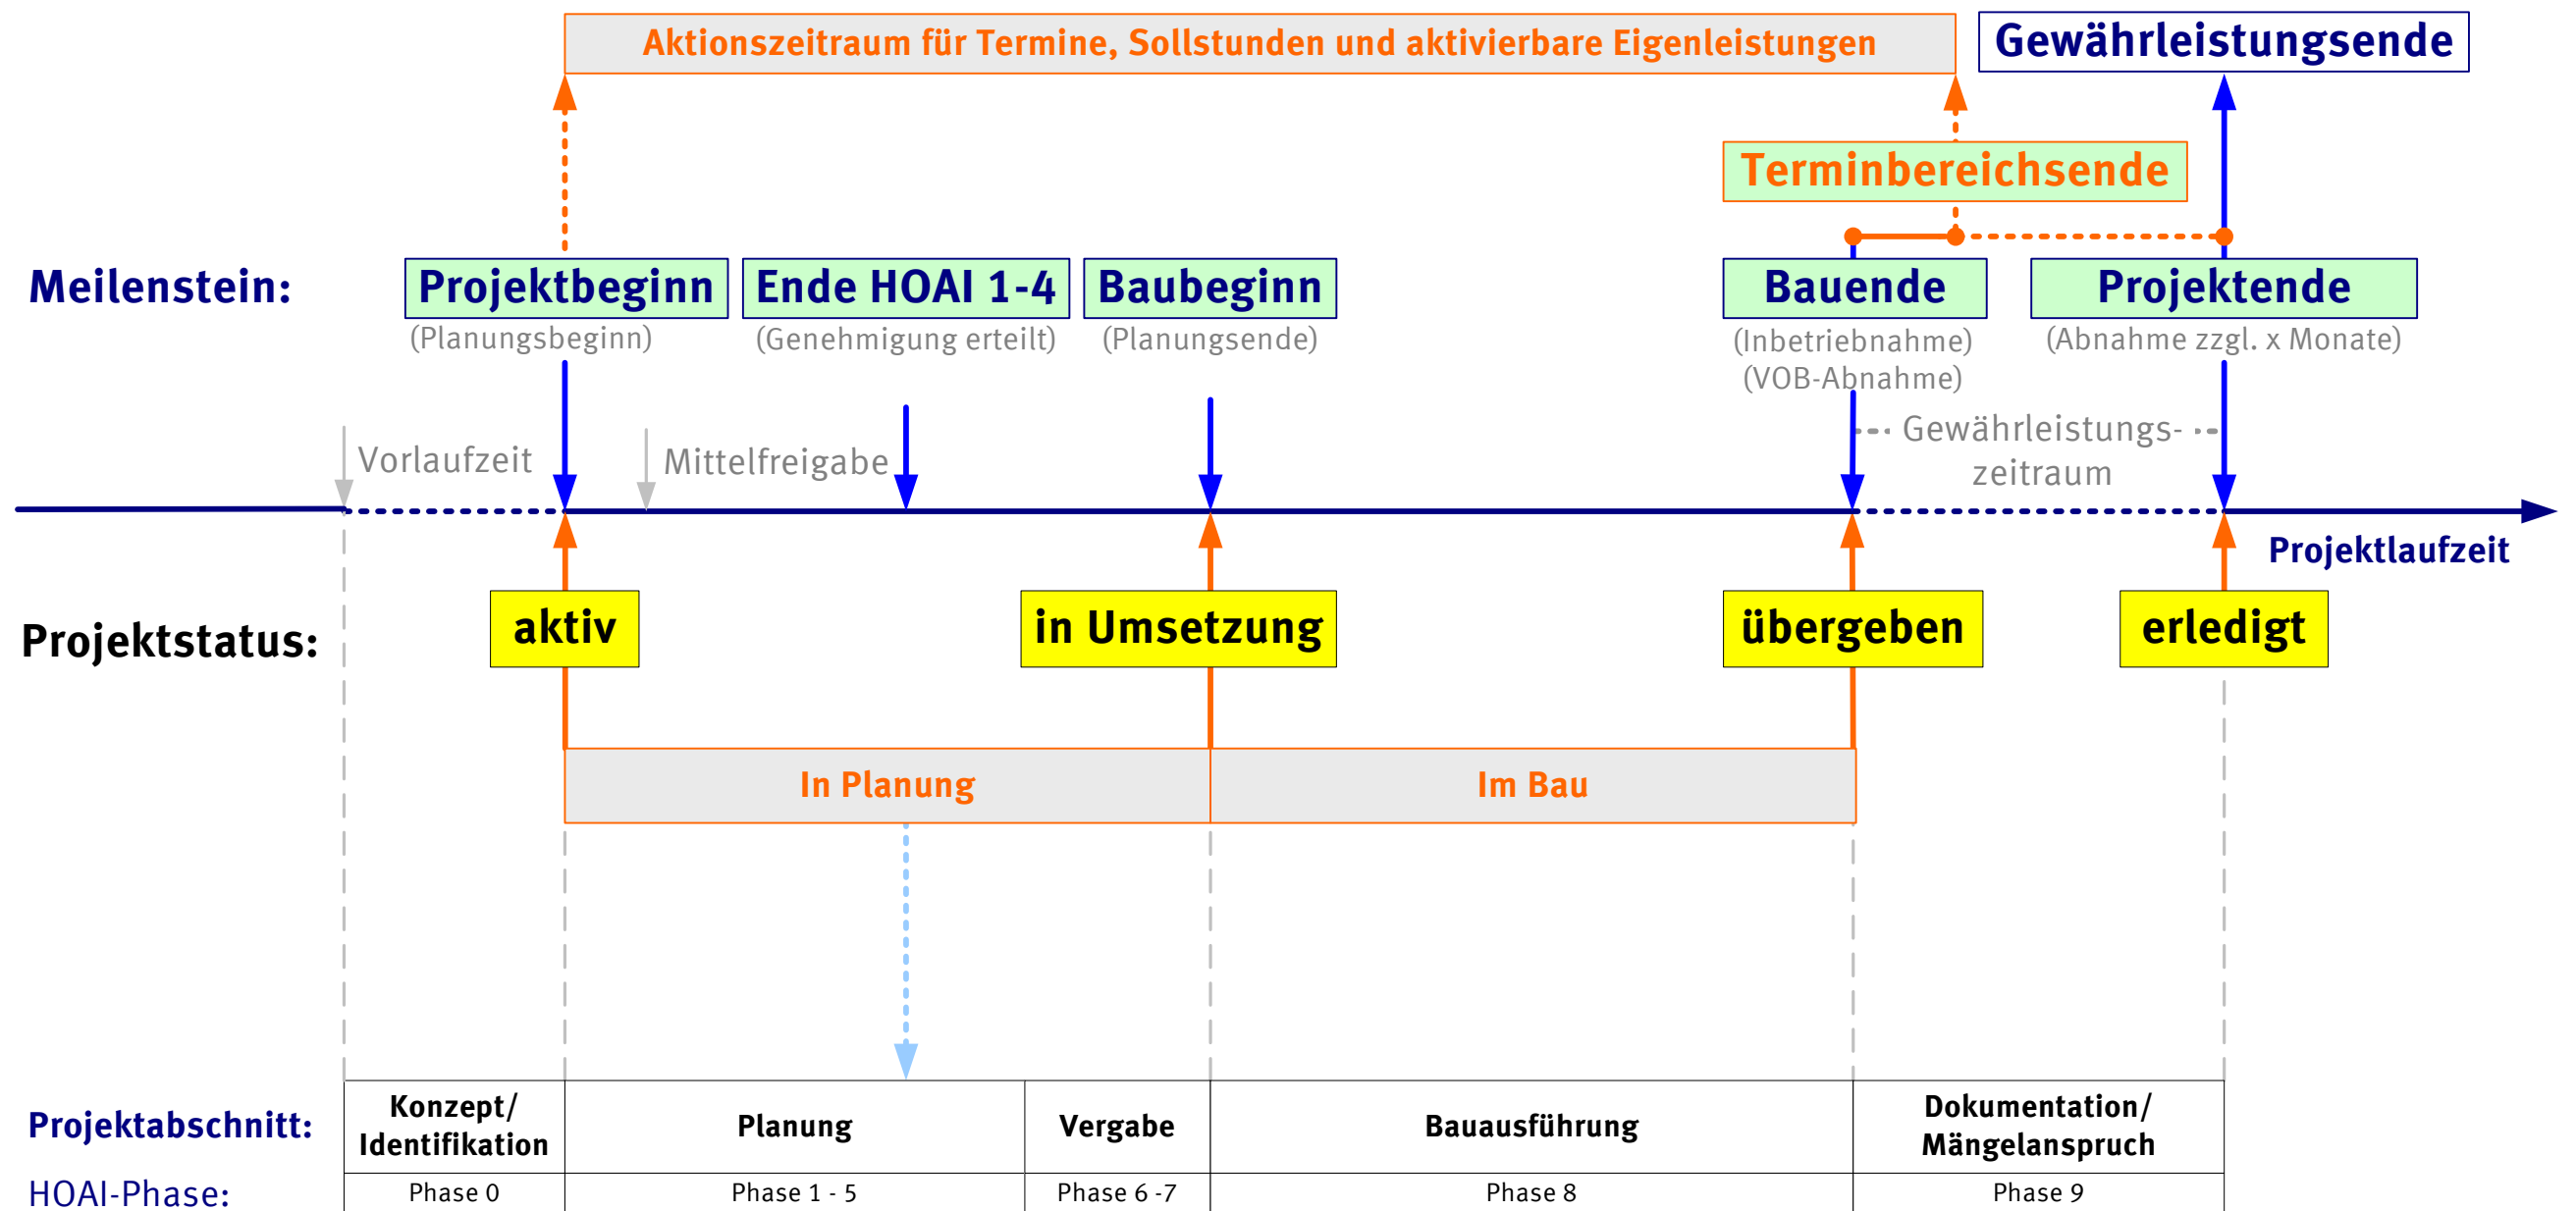 Aktionszeitraum für Termine, Sollstunden und aktivierbare Eigenleistungen
Gewährleistungsende
Terminbereichsende
Meilenstein:
Projektbeginn
(Planungsbeginn)
Ende HOAI 1-4
(Genehmigung erteilt)
Baubeginn
(Planungsende)
Bauende
(Inbetriebnahme)
(VOB-Abnahme)
Projektende
(Abnahme zzgl. x Monate)
Vorlaufzeit
Mittelfreigabe
Gewährleistungs-
zeitraum
Projektlaufzeit
Projektstatus:
aktiv
in Umsetzung
übergeben
erledigt
In Planung
Im Bau
Projektabschnitt:
Konzept/
Identifikation
Planung
Vergabe
Bauausführung
Dokumentation/
Mängelanspruch
HOAI-Phase:
Phase 0
Phase 1 - 5
Phase 6 -7
Phase 8
Phase 9